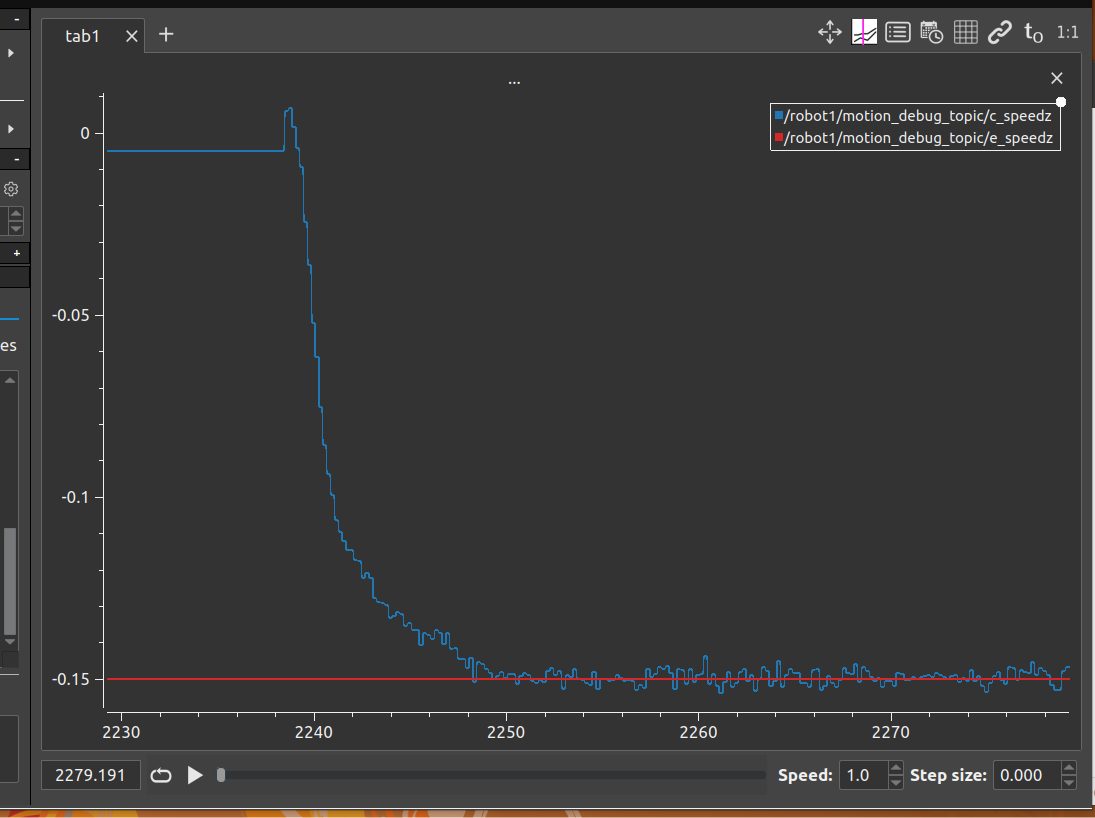 tab1
t0
1:1
...
/robot1/motion_debug_topic/c_speedz
/robot1/motion_debug_topic/e_speedz
0
-0.05
-0.1
-0.15
es
2230 2240 2250 2260 2270
2279.191
Speed: 1.0 Step size: 0.000